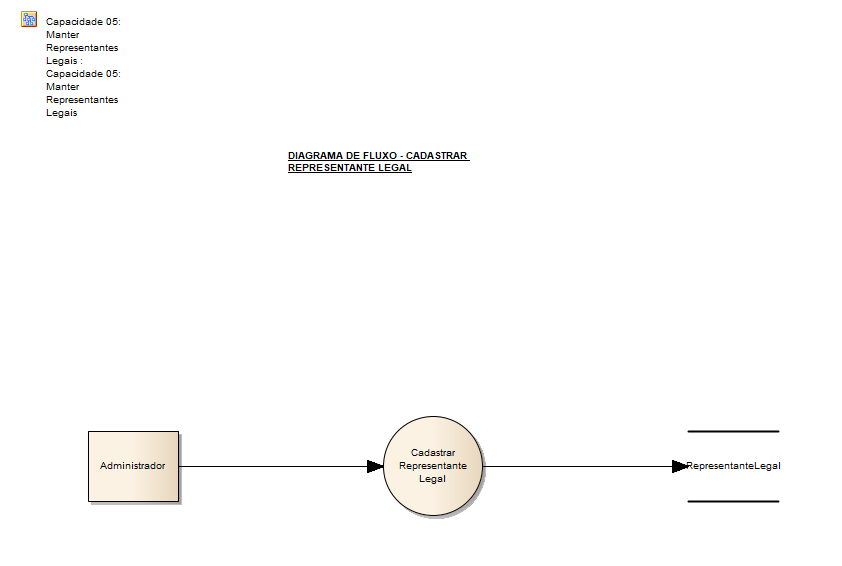 Capacidade 05:
Manter
Representantes
Legais :
Capacidade 05:
Manter
Representantes
Legais
DIAGRAMA DE FLUXO - CADASTRAR
REPRESENTANTE LEGAL
Administrador
Cadastrar
Representante
Legal
RepresentanteLegal